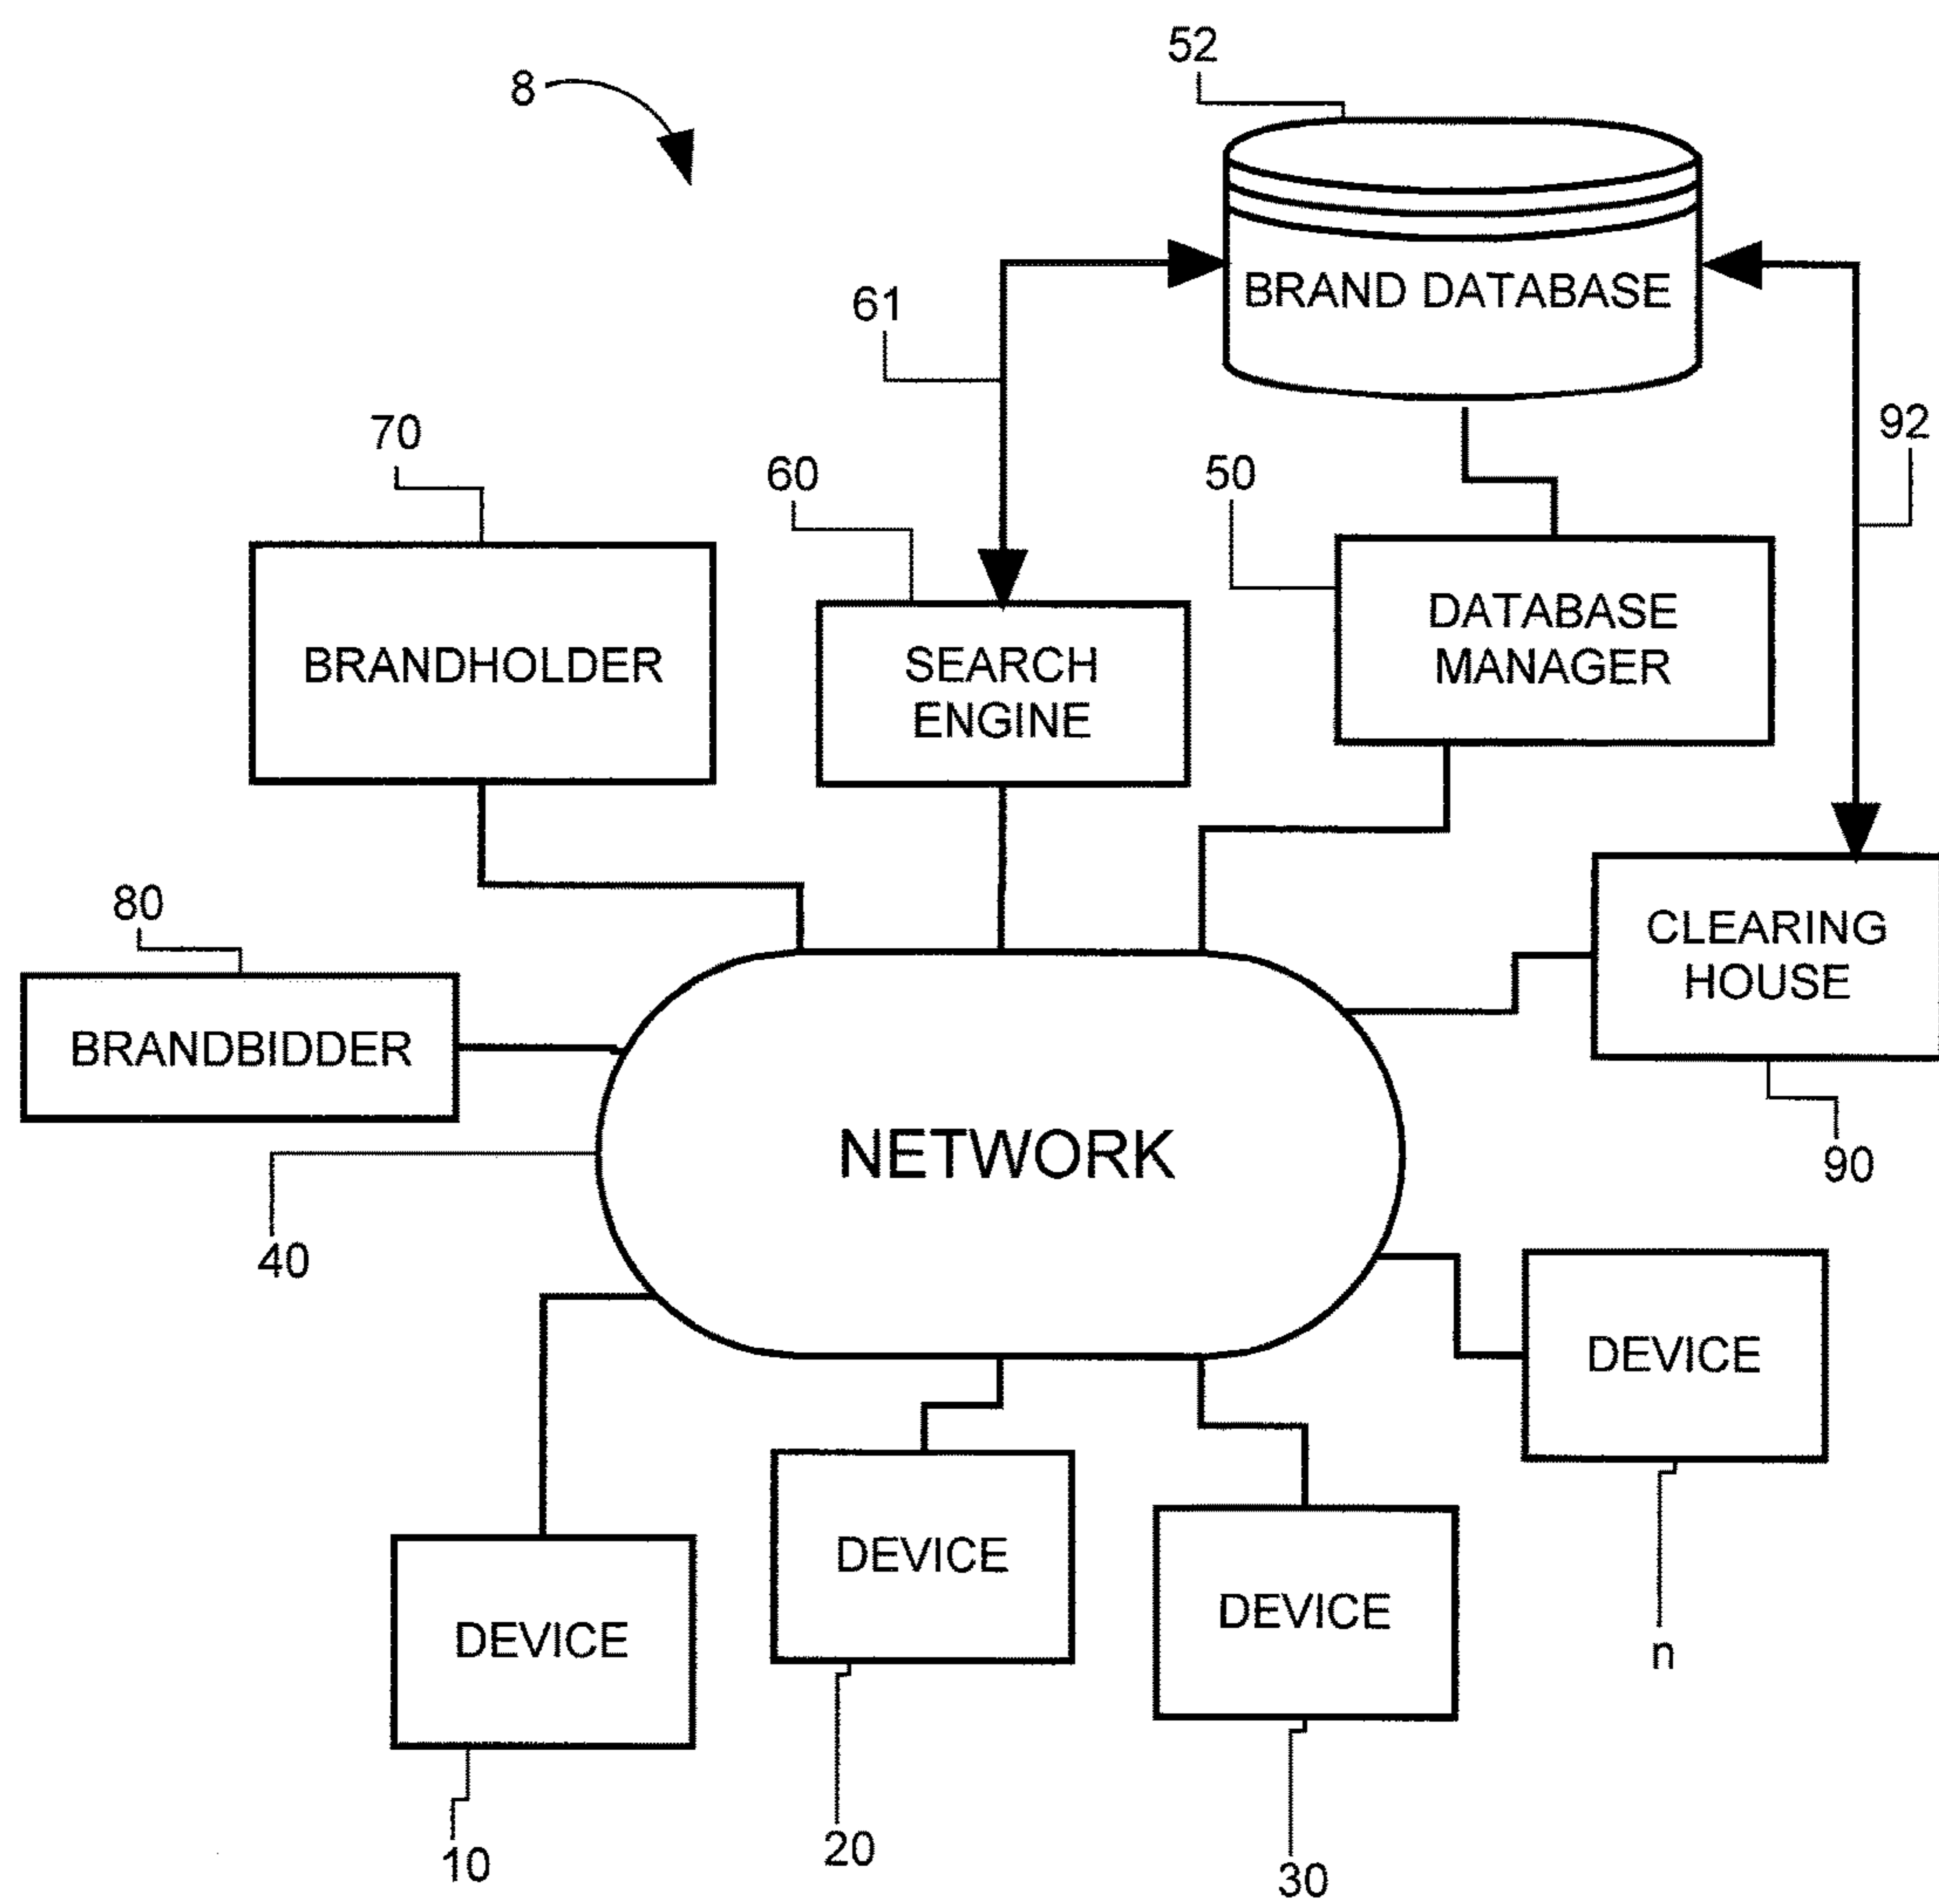 52
8
BRAND DATABASE
61
92
70
60
50
DATABASE
MANAGER
BRANDHOLDER
SEARCH
ENGINE
80
CLEARING
HOUSE
BRANDBIDDER
NETWORK
90
40
DEVICE
DEVICE
DEVICE
DEVICE
n
20
10
30